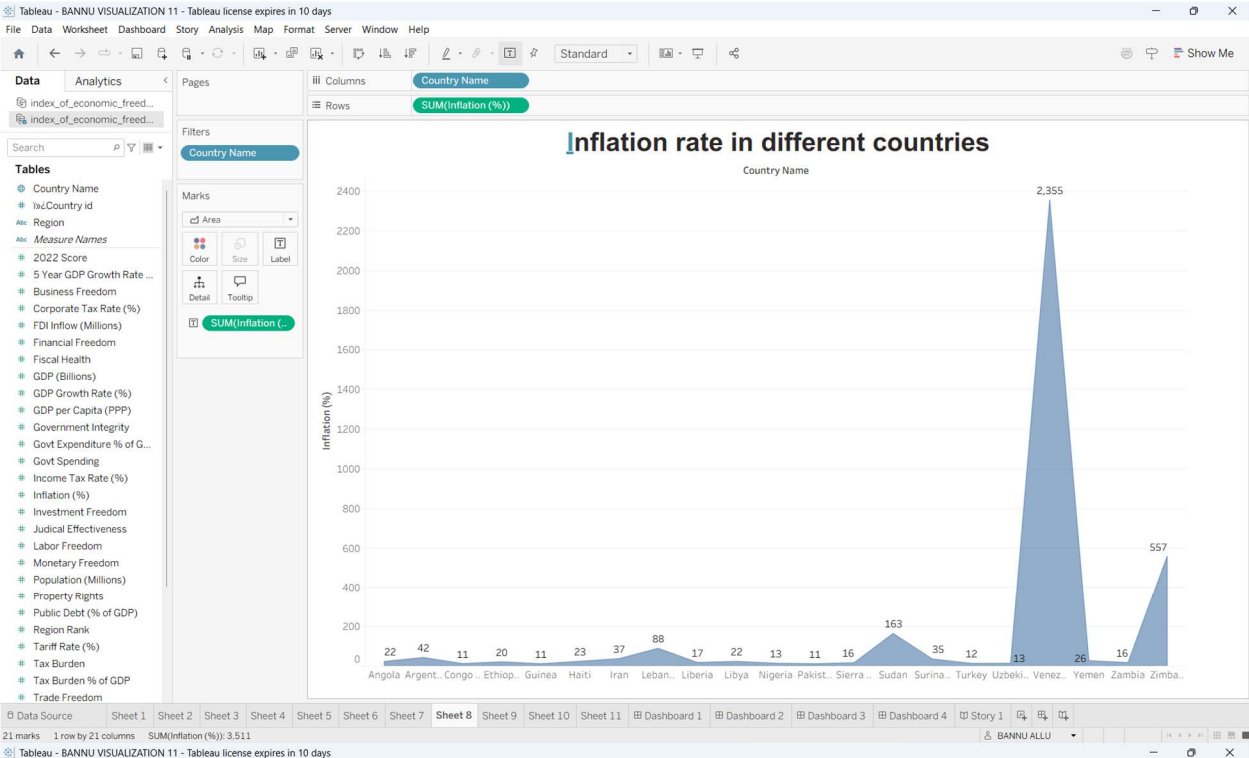 Tableau - BANNU VISUALIZATION 11 - Tableau license expires in 10 days
File Data Worksheet Dashboard Story Analysis Map Format Server Window Help
Standard
Show Me
Data
Analytics
index_of_economic_freed...
index_of_economic_freed...
Search
Tables
Country Name
ï»¿Country id
Abc Region
Abc Measure Names
# 2022 Score
# 5 Year GDP Growth Rate ...
# Business Freedom
# Corporate Tax Rate (%)
# FDI Inflow (Millions)
# Financial Freedom
# Fiscal Health
# GDP (Billions)
# GDP Growth Rate (%)
# GDP per Capita (PPP)
# Government Integrity
# Govt Expenditure % of G...
# Govt Spending
# Income Tax Rate (%)
# Inflation (%)
# Investment Freedom
# Judical Effectiveness
# Labor Freedom
# Monetary Freedom
# Population (Millions)
# Property Rights
# Public Debt (% of GDP)
# Region Rank
# Tariff Rate (%)
# Tax Burden
# Tax Burden % of GDP
# Trade Freedom
Pages
Filters
Country Name
Marks
Area
Color Size Label
Detail Tooltip
SUM(Inflation (..
Columns Country Name
Rows SUM(Inflation (%))
Inflation rate in different countries
Country Name
Inflation (%)
2400
2200
2000
1800
1600
1400
1200
1000
800
600
400
200
0
22 42 11 20 11 23 37 88 17 22 13 11 16 163 35 12 13 2,355 26 16 557
Angola Argent.. Congo .. Ethiop.. Guinea Haiti Iran Leban.. Liberia Libya Nigeria Pakist.. Sierra .. Sudan Surina.. Turkey Uzbeki.. Venez.. Yemen Zambia Zimba..
Data Source Sheet 1 Sheet 2 Sheet 3 Sheet 4 Sheet 5 Sheet 6 Sheet 7 Sheet 8 Sheet 9 Sheet 10 Sheet 11 Dashboard 1 Dashboard 2 Dashboard 3 Dashboard 4 Story 1
21 marks 1 row by 21 columns SUM(Inflation (%)): 3,511
BANNU ALLU
Tableau - BANNU VISUALIZATION 11 - Tableau license expires in 10 days